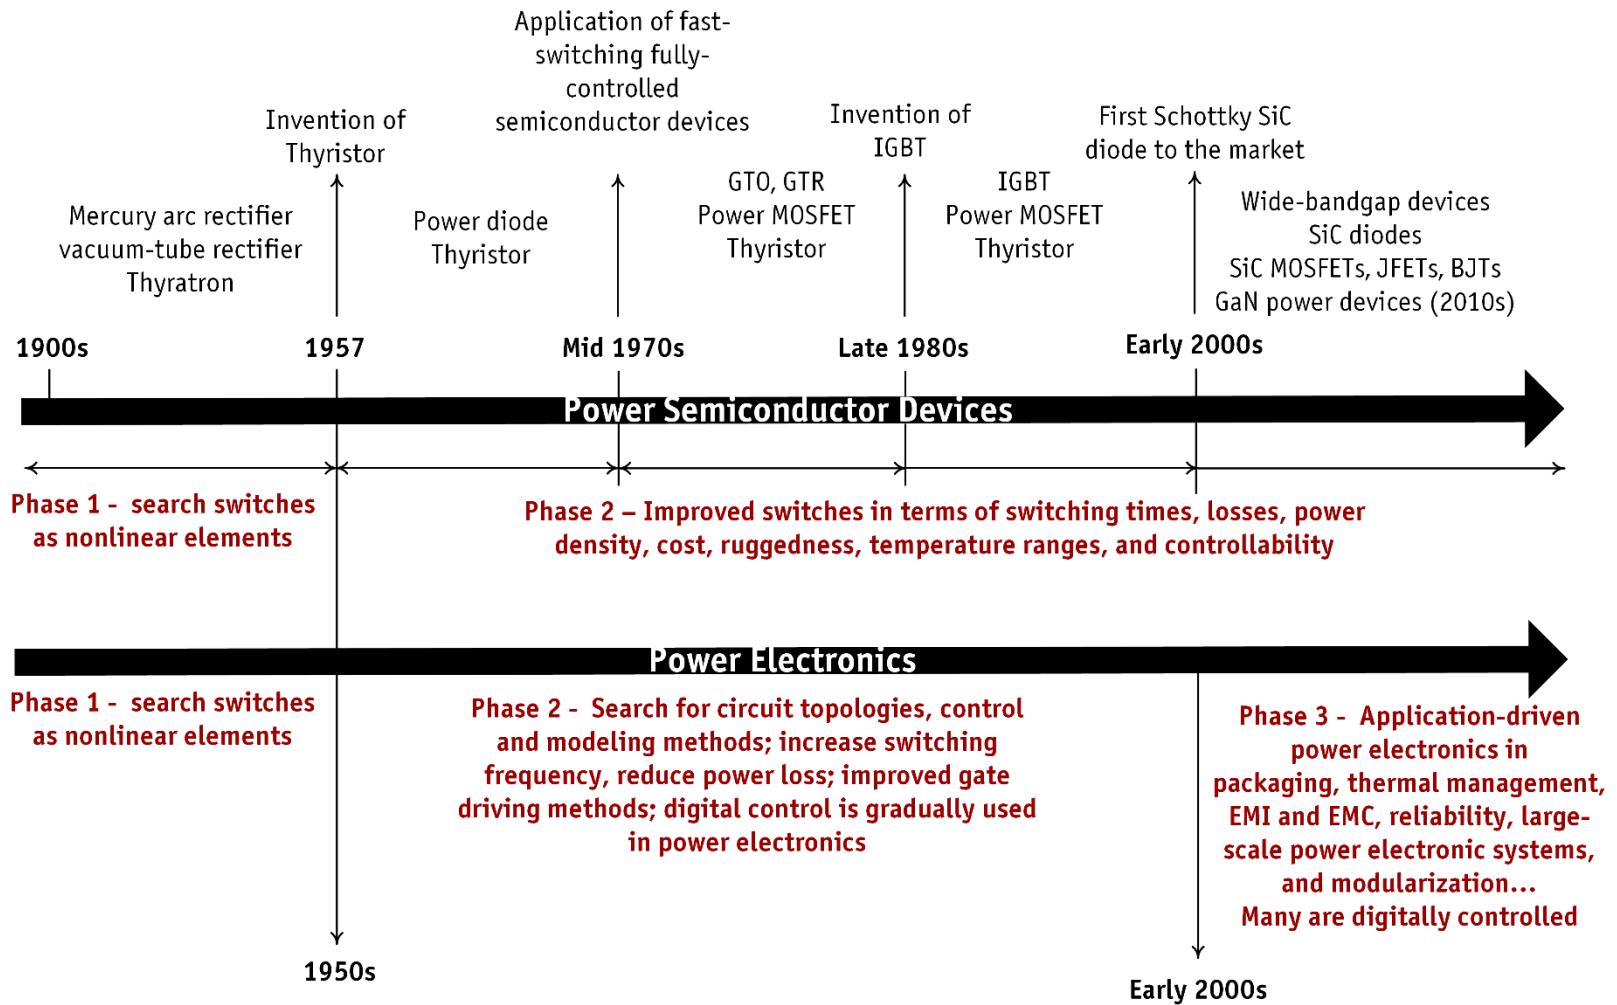 Application of fast-
switching fully-
controlled
semiconductor devices
Invention of
Thyristor
Invention of
IGBT
First Schottky SiC
diode to the market
Mercury arc rectifier
vacuum-tube rectifier
Thyratron
Power diode
Thyristor
GTO, GTR
Power MOSFET
Thyristor
IGBT
Power MOSFET
Thyristor
Wide-bandgap devices
SiC diodes
SiC MOSFETs, JFETs, BJTs
GaN power devices (2010s)
1900s
1957
Mid 1970s
Late 1980s
Early 2000s
Power Semiconductor Devices
Phase 1 - search switches
as nonlinear elements
Phase 2 – Improved switches in terms of switching times, losses, power
density, cost, ruggedness, temperature ranges, and controllability
Power Electronics
Phase 1 - search switches
as nonlinear elements
Phase 2 - Search for circuit topologies, control
and modeling methods; increase switching
frequency, reduce power loss; improved gate
driving methods; digital control is gradually used
in power electronics
Phase 3 - Application-driven
power electronics in
packaging, thermal management,
EMI and EMC, reliability, large-
scale power electronic systems,
and modularization...
Many are digitally controlled
1950s
Early 2000s